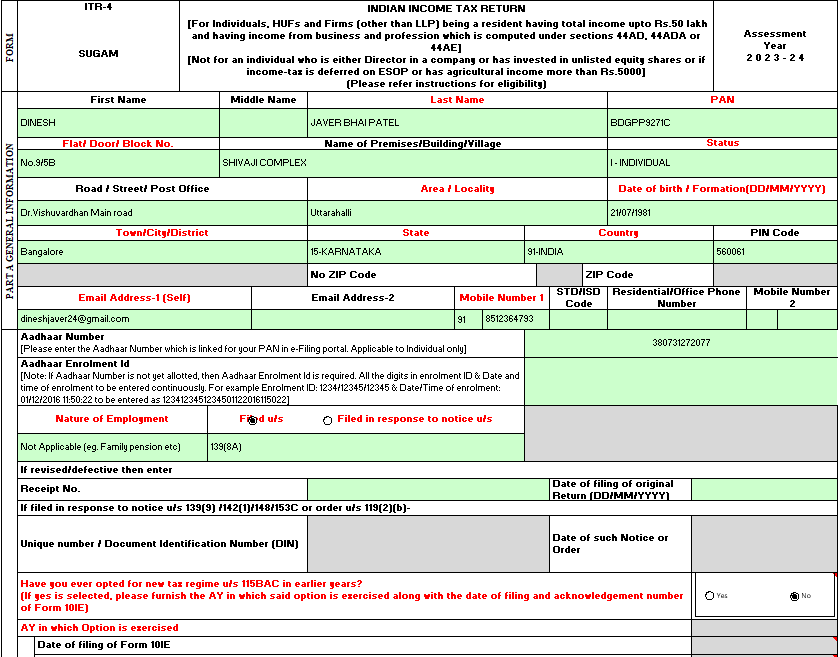 ITR-4
INDIAN INCOME TAX RETURN
FORM
SUGAM
[For Individuals, HUFs and Firms (other than LLP) being a resident having total income upto Rs.50 lakh
and having income from business and profession which is computed under sections 44AD, 44ADA or
44AE]
[Not for an individual who is either Director in a company or has invested in unlisted equity shares or if
income-tax is deferred on ESOP or has agricultural income more than Rs.5000]
(Please refer instructions for eligibility)
Assessment
Year
2 0 2 3 - 2 4
PART A GENERAL INFORMATION
First Name Middle Name Last Name PAN
DINESH JAVER BHAI PATEL BDGPP9271C
Flat/ Door/ Block No. Name of Premises/Building/Village Status
No.9/5B SHIVAJI COMPLEX I - INDIVIDUAL
Road / Street/ Post Office Area / Locality Date of birth / Formation(DD/MM/YYYY)
Dr.Vishuvardhan Main road Uttarahalli 21/07/1981
Town/City/District State Country PIN Code
Bangalore 15-KARNATAKA 91-INDIA 560061
No ZIP Code ZIP Code
Email Address-1 (Self) Email Address-2 Mobile Number 1 STD/ISD Code Residential/Office Phone Number Mobile Number 2
dineshjaver24@gmail.com 91 8512364793
Aadhaar Number
[Please enter the Aadhaar Number which is linked for your PAN in e-Filing portal. Applicable to Individual only]
380731272077
Aadhaar Enrolment Id
[Note: If Aadhaar Number is not yet allotted, then Aadhaar Enrolment Id is required. All the digits in enrolment ID & Date and
time of enrolment to be entered continuously. For example Enrolment ID: 1234/12345/12345 & Date/Time of enrolment:
01/12/2016 11:50:22 to be entered as 1234123451234501122016115022]
Nature of Employment Filed u/s Filed in response to notice u/s
Not Applicable (eg. Family pension etc) 139(8A)
If revised/defective then enter
Receipt No. Date of filing of original
Return (DD/MM/YYYY)
If filed in response to notice u/s 139(9) /142(1)/148/153C or order u/s 119(2)(b)-
Unique number / Document Identification Number (DIN) Date of such Notice or
Order
Have you ever opted for new tax regime u/s 115BAC in earlier years?
(If yes is selected, please furnish the AY in which said option is exercised along with the date of filing and acknowledgement number
of Form 10IE)
Yes No
AY in which Option is exercised
Date of filing of Form 10IE